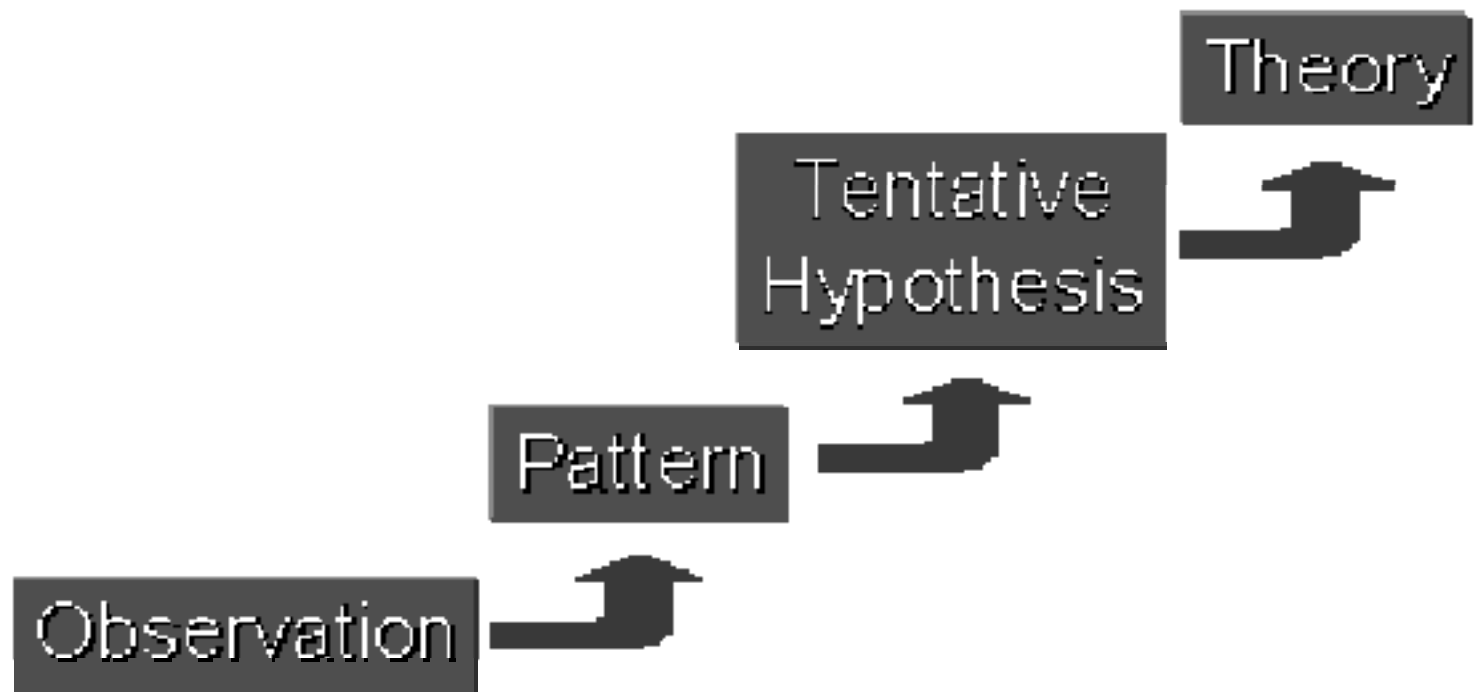 Theory
Tentative
Hypothesis
Pattern
Observation